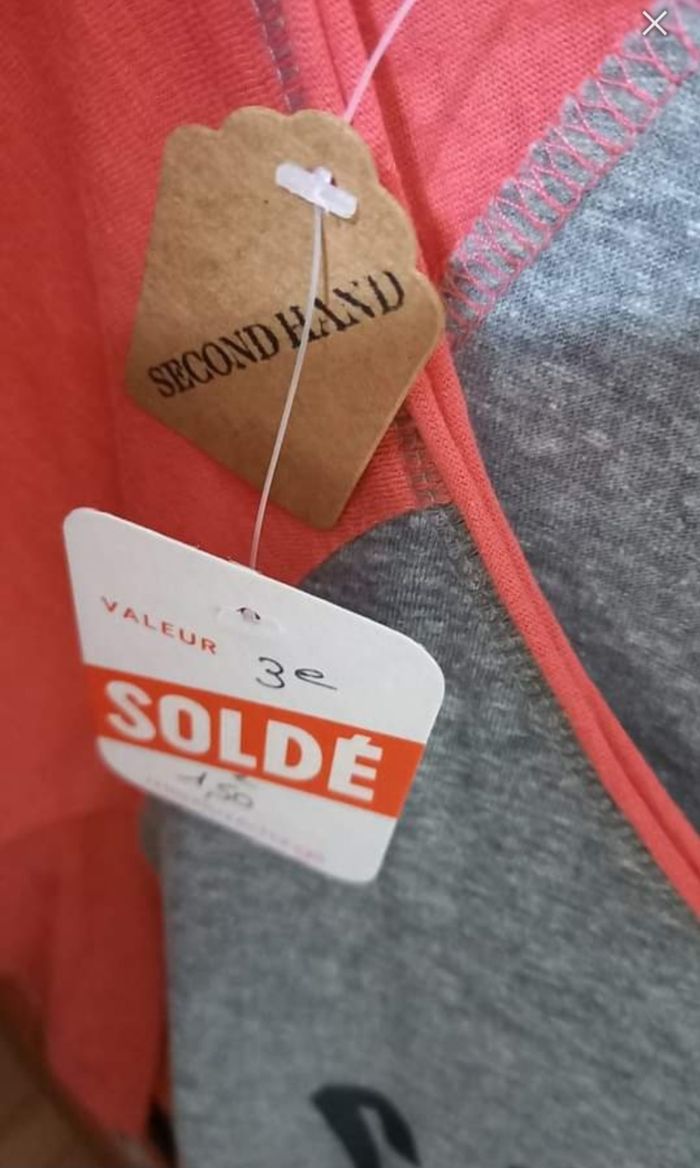 SECOND HAND
VALEUR
3e
SOLDÉ
1,50